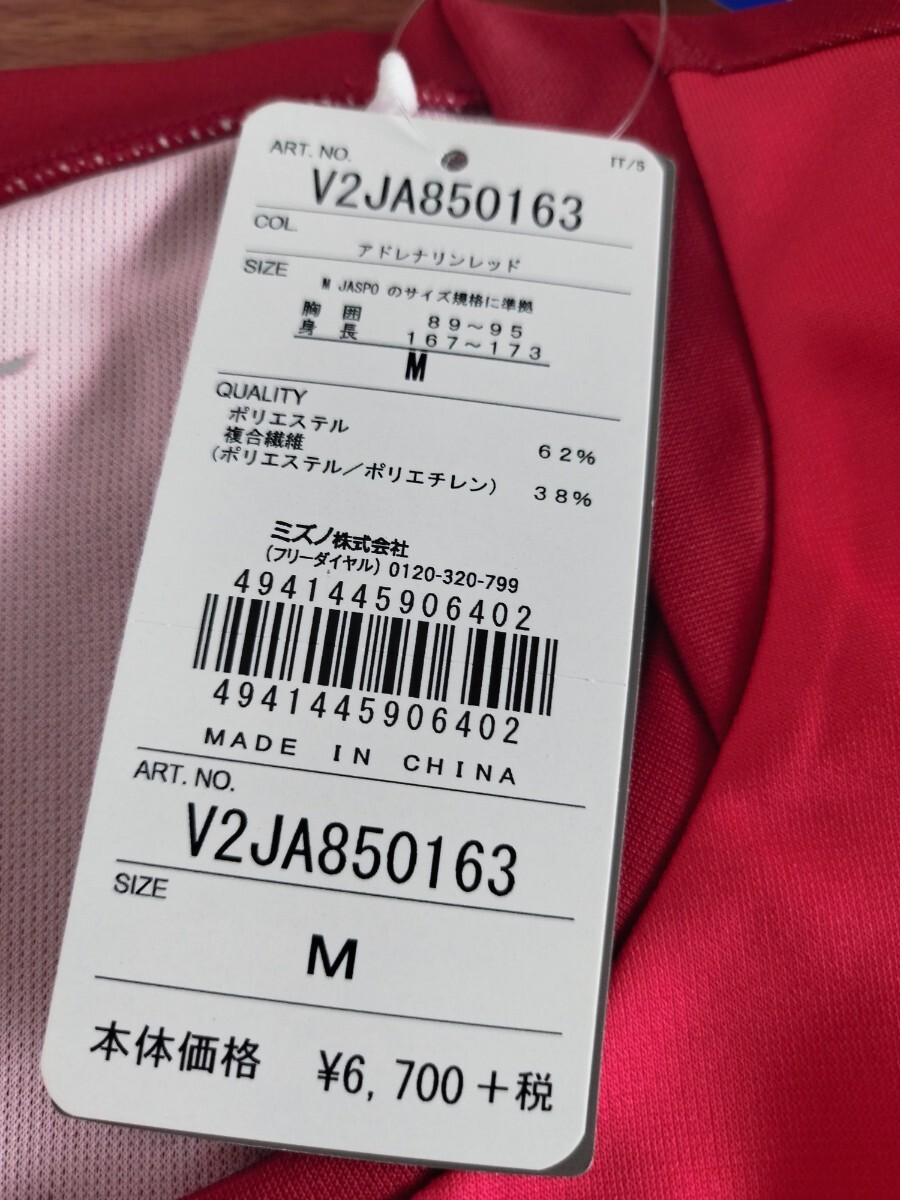 ART. NO.
IT/S
V2JA850163
COL.
アドレナリンレッド
SIZE
M JASPO のサイズ規格に準拠
胸 囲 89～95
身 長 167～173
M
QUALITY
ポリエステル 62%
複合繊維
(ポリエステル／ポリエチレン) 38%
ミズノ株式会社
(フリーダイヤル) 0120-320-799
4941445906402
4941445906402
MADE IN CHINA
ART. NO.
V2JA850163
SIZE
M
本体価格 ¥6,700＋税